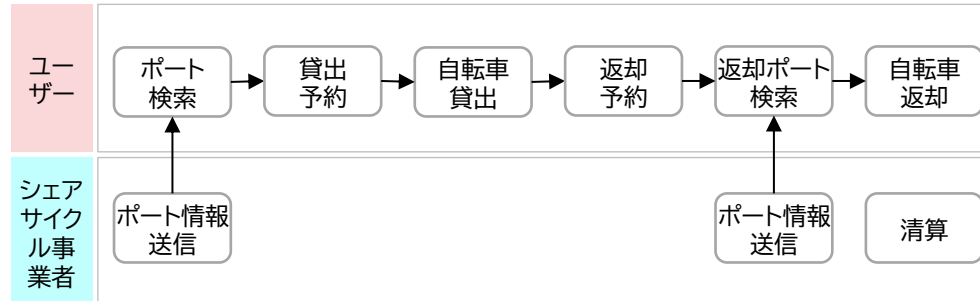 ユー
ザー
ポート
検索
貸出
予約
自転車
貸出
返却
予約
返却ポート
検索
自転車
返却
シェア
サイク
ル事
業者
ポート情報
送信
ポート情報
送信
清算